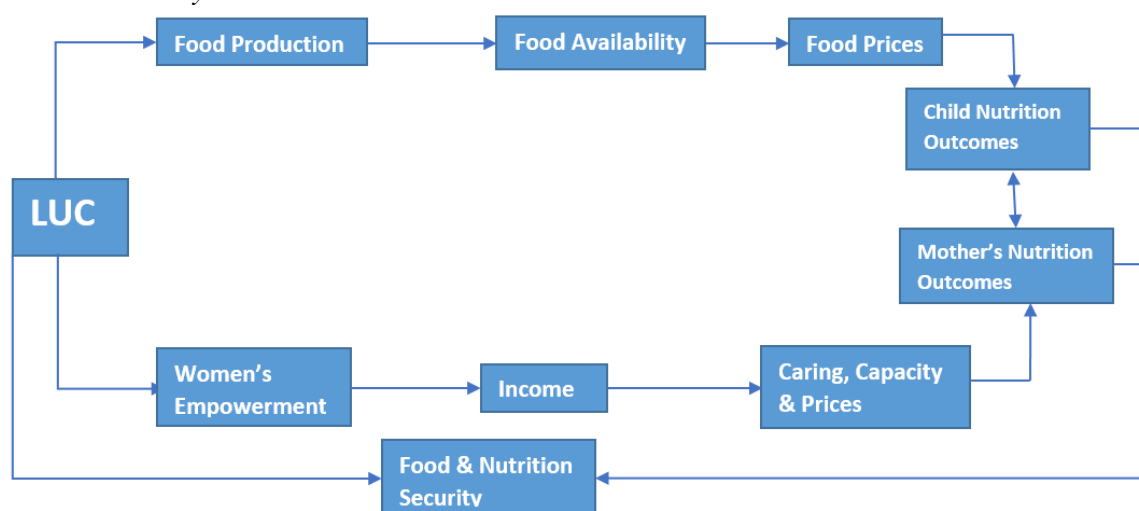 y
Food Production
Food Availability
Food Prices
Child Nutrition
Outcomes
LUC
Mother's Nutrition
Outcomes
Women's
Empowerment
Income
Caring, Capacity
& Prices
Food & Nutrition
Security